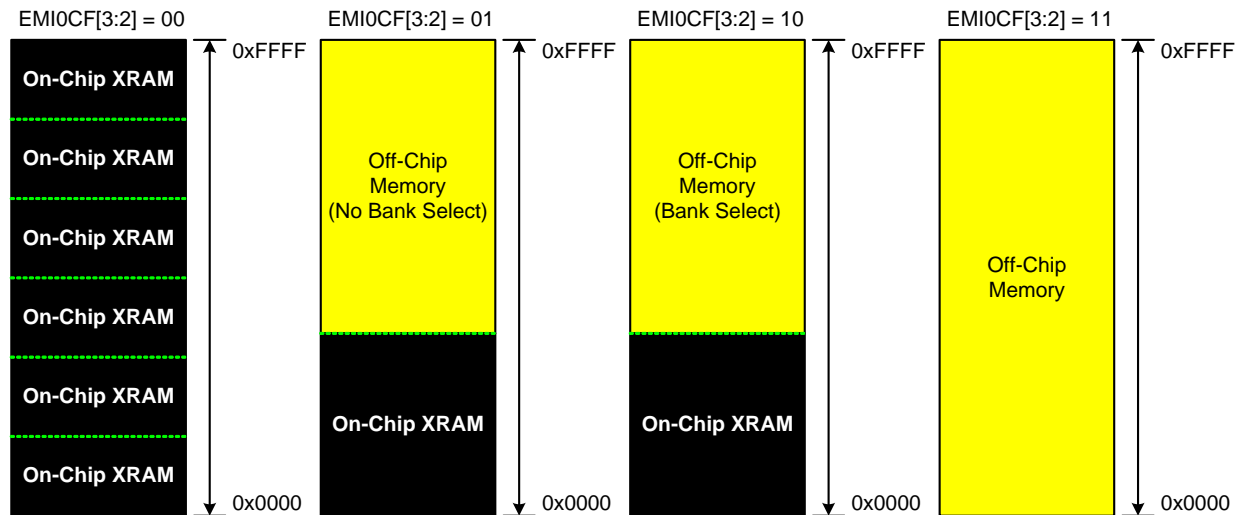 EMI0CF[3:2] = 00
On-Chip XRAM
On-Chip XRAM
On-Chip XRAM
On-Chip XRAM
On-Chip XRAM
On-Chip XRAM
0xFFFF
0x0000
EMI0CF[3:2] = 01
Off-Chip
Memory
(No Bank Select)
On-Chip XRAM
0xFFFF
0x0000
EMI0CF[3:2] = 10
Off-Chip
Memory
(Bank Select)
On-Chip XRAM
0xFFFF
0x0000
EMI0CF[3:2] = 11
Off-Chip
Memory
0xFFFF
0x0000